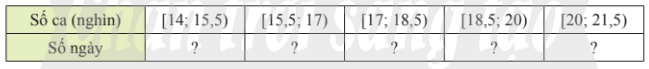 Số ca (nghìn) [14; 15,5) [15,5; 17) [17; 18,5) [18,5; 20) [20; 21,5)
Số ngày ? ? ? ? ?